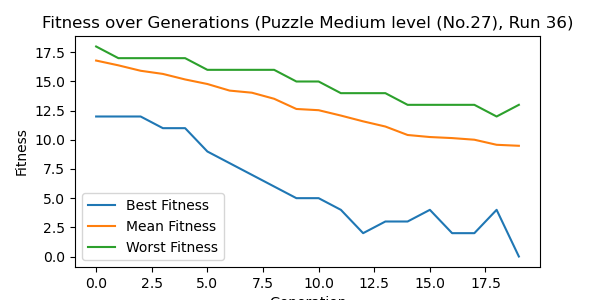 Fitness over Generations (Puzzle Medium level (No.27), Run 36)
17.5
15.0
12.5
10.0
7.5
5.0
2.5
0.0
Fitness
Best Fitness
Mean Fitness
Worst Fitness
0.0 2.5 5.0 7.5 10.0 12.5 15.0 17.5
Generation